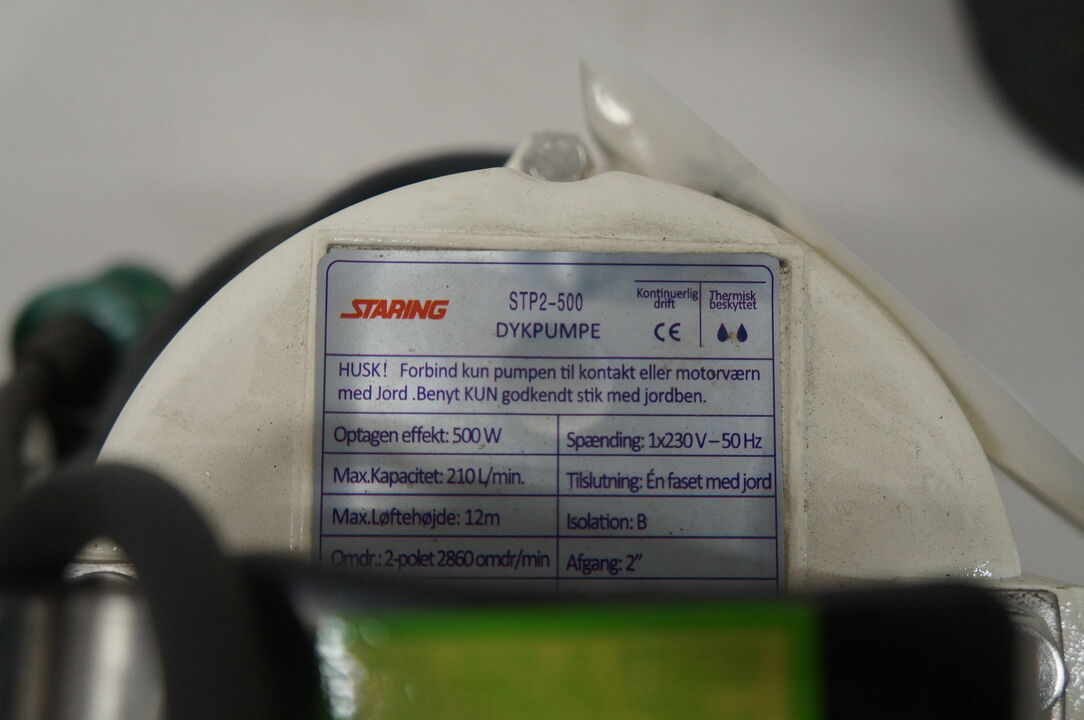 STARING
STP2-500
DYKPUMPE
Kontinuerlig
drift
CE
Thermisk
beskyttet
HUSK! Forbind kun pumpen til kontakt eller motorværn
med Jord .Benyt KUN godkendt stik med jordben.
Optagen effekt: 500 W
Spænding: 1x230 V – 50 Hz
Max.Kapacitet: 210 L/min.
Tilslutning: Én faset med jord
Max.Løftehøjde: 12m
Isolation: B
Omdr.: 2-polet 2860 omdr/min
Afgang: 2”